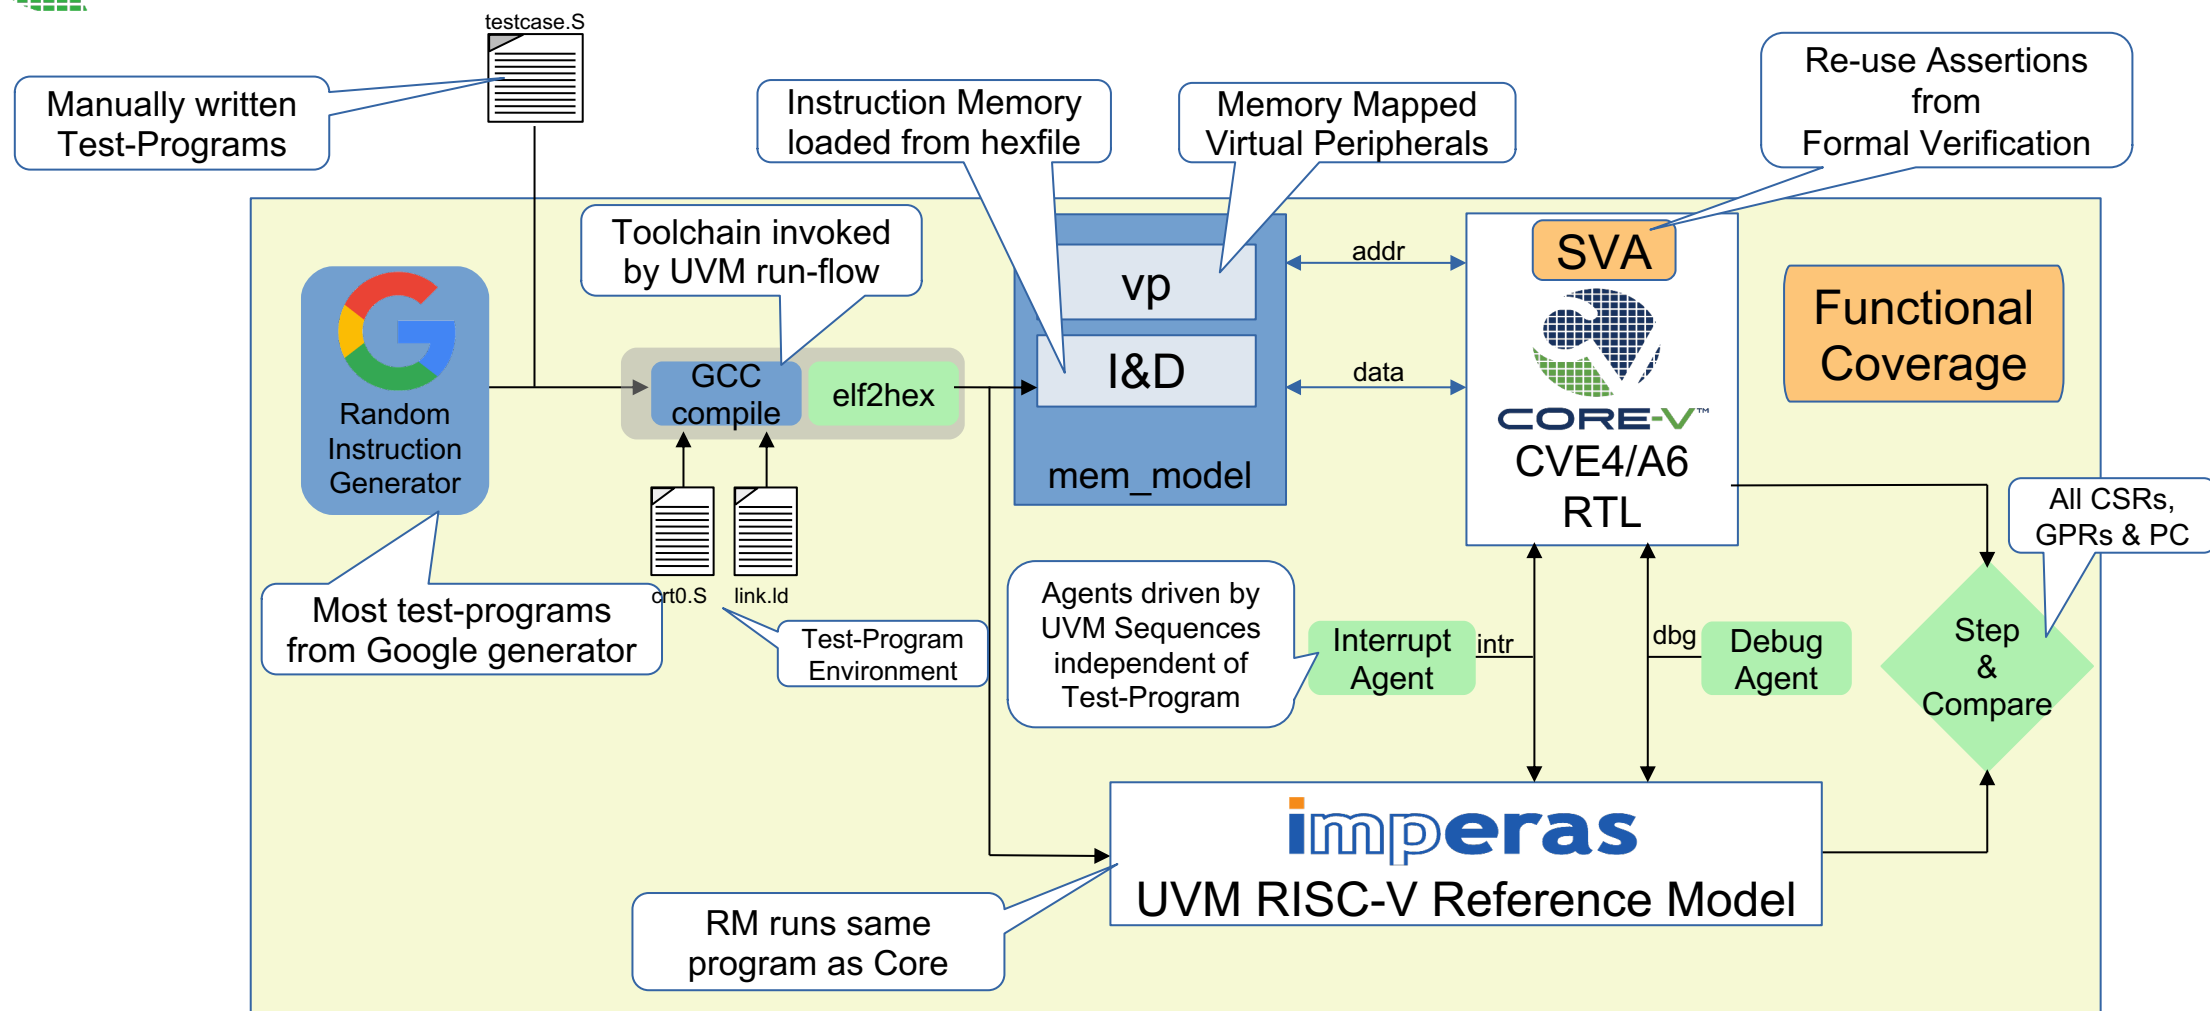 testcase.S
Manually written
Test-Programs
Instruction Memory
loaded from hexfile
Memory Mapped
Virtual Peripherals
Re-use Assertions
from
Formal Verification
Toolchain invoked
by UVM run-flow
Random
Instruction
Generator
GCC
compile
elf2hex
vp
I&D
mem_model
addr
data
SVA
CORE-V™
CVE4/A6
RTL
Functional
Coverage
All CSRs,
GPRs & PC
crt0.S
link.ld
Most test-programs
from Google generator
Test-Program
Environment
Agents driven by
UVM Sequences
independent of
Test-Program
Interrupt
Agent
intr
dbg
Debug
Agent
Step
&
Compare
imperas
UVM RISC-V Reference Model
RM runs same
program as Core